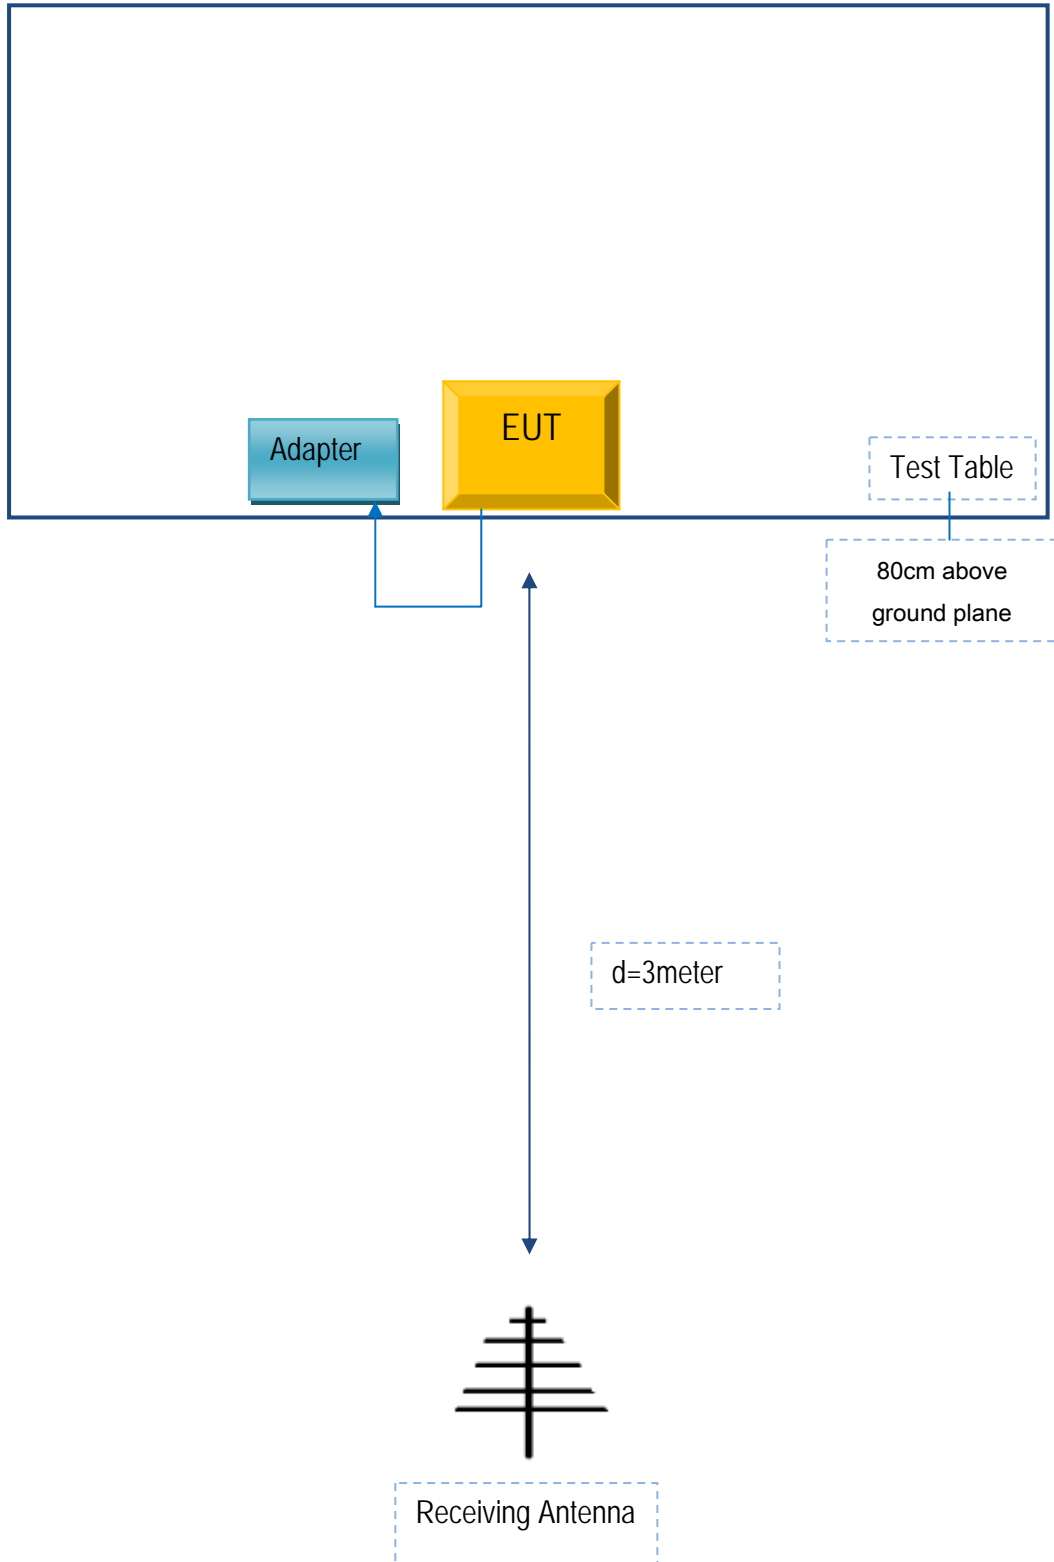 EUT
Adapter
Test Table
80cm above
ground plane
d=3meter
Receiving Antenna